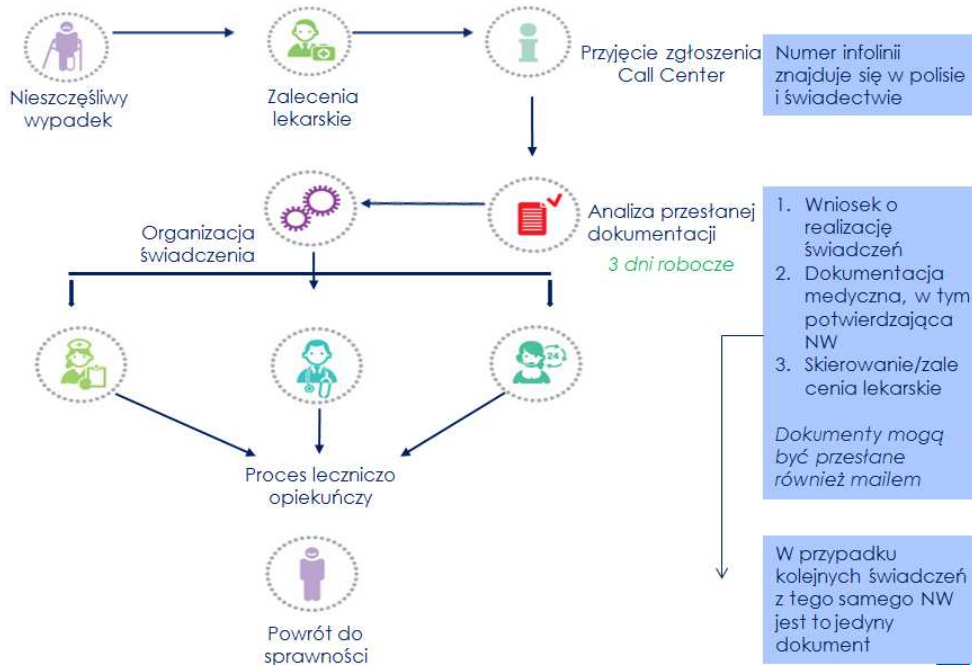 Nieszczęśliwy
wypadek
Zalecenia
lekarskie
Przyjęcie zgłoszenia
Call Center
Numer infolinii
znajduje się w polisie
i świadectwie
Organizacja
świadczenia
Analiza przesłanej
dokumentacji
3 dni robocze
1. Wniosek o
realizację
świadczeń
2. Dokumentacja
medyczna, w tym
potwierdzająca
NW
3. Skierowanie/zale
cenia lekarskie
Dokumenty mogą
być przesłane
również mailem
24
Proces leczniczo
opiekuńczy
Powrót do
sprawności
W przypadku
kolejnych świadczeń
z tego samego NW
jest to jedyny
dokument